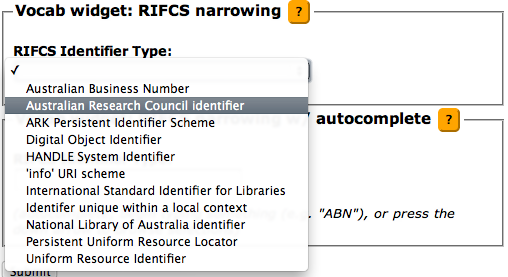 Vocab widget: RIFCS narrowing ?
RIFCS Identifier Type:
✓
Australian Business Number
Australian Research Council identifier
ARK Persistent Identifier Scheme
autocomplete ?
Digital Object Identifier
HANDLE System Identifier
'info' URI scheme
International Standard Identifier for Libraries
Identifer unique within a local context
"ABN"), or press the
National Library of Australia identifier
Persistent Uniform Resource Locator
Uniform Resource Identifier
Submit